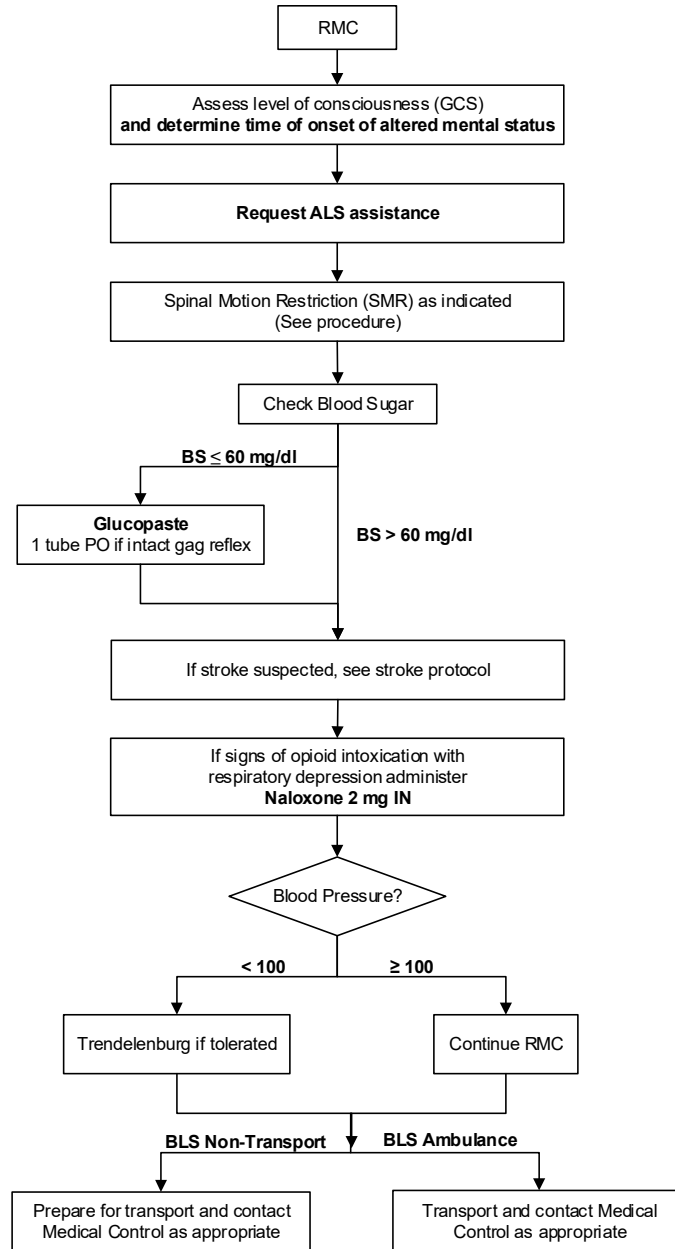 RMC
Assess level of consciousness (GCS)
and determine time of onset of altered mental status
Request ALS assistance
Spinal Motion Restriction (SMR) as indicated
(See procedure)
Check Blood Sugar
BS ≤ 60 mg/dl
Glucopaste
1 tube PO if intact gag reflex
BS > 60 mg/dl
If stroke suspected, see stroke protocol
If signs of opioid intoxication with
respiratory depression administer
Naloxone 2 mg IN
Blood Pressure?
< 100
≥ 100
Trendelenburg if tolerated
Continue RMC
BLS Non-Transport
BLS Ambulance
Prepare for transport and contact
Medical Control as appropriate
Transport and contact Medical
Control as appropriate